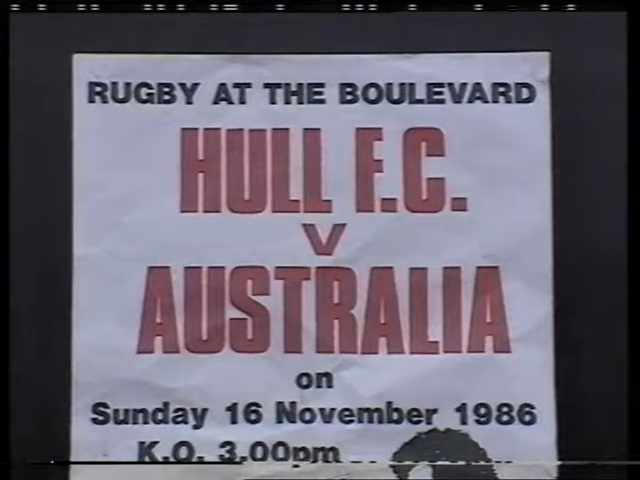 RUGBY AT THE BOULEVARD
HULL F.C.
V
AUSTRALIA
on
Sunday 16 November 1986
K.O. 3.00pm